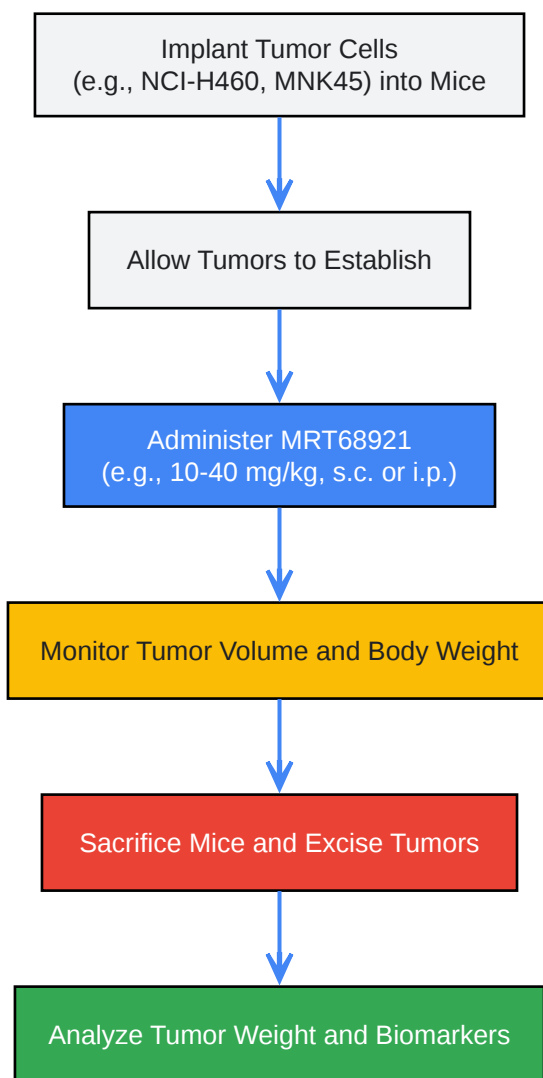 Implant Tumor Cells
(e.g., NCI-H460, MNK45) into Mice
Allow Tumors to Establish
Administer MRT68921
(e.g., 10-40 mg/kg, s.c. or i.p.)
Monitor Tumor Volume and Body Weight
Sacrifice Mice and Excise Tumors
Analyze Tumor Weight and Biomarkers